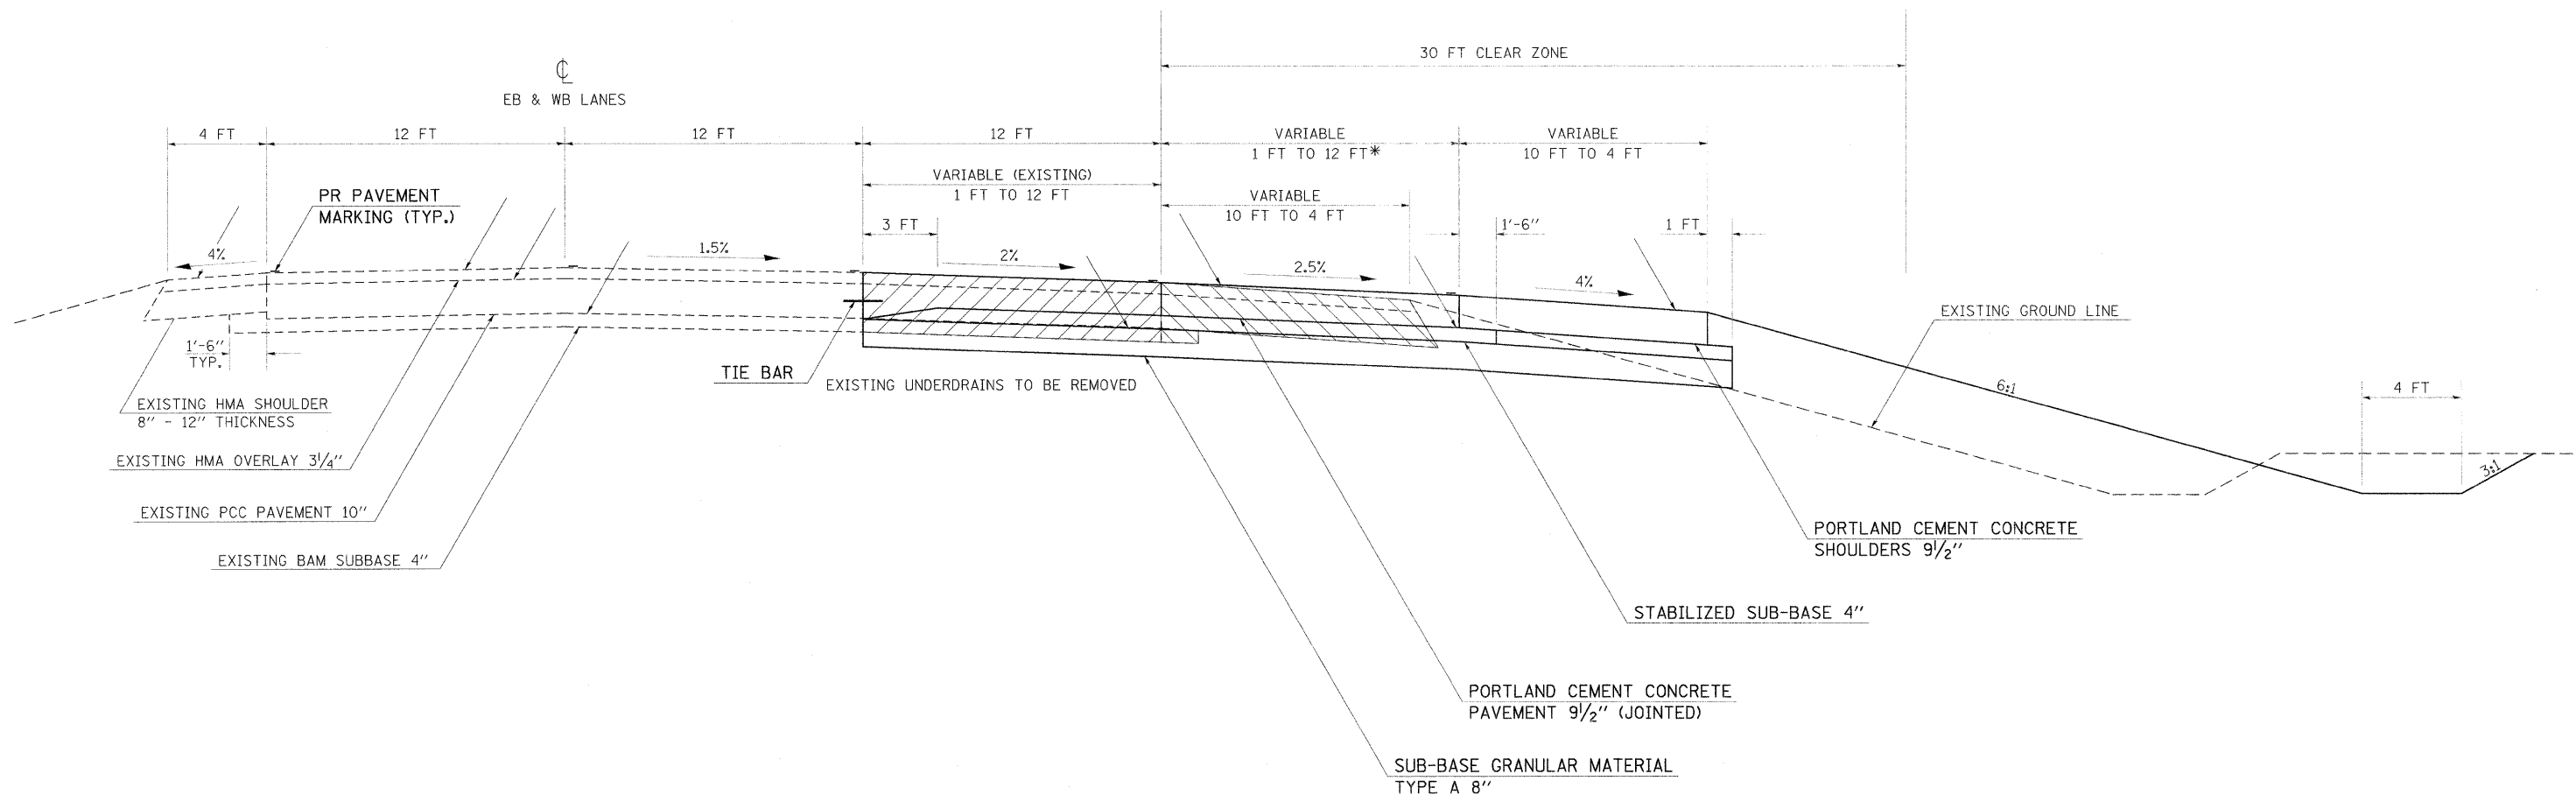 30 FT CLEAR ZONE
℄
EB & WB LANES
4 FT
12 FT
12 FT
12 FT
VARIABLE
1 FT TO 12 FT*
VARIABLE
10 FT TO 4 FT
VARIABLE (EXISTING)
1 FT TO 12 FT
VARIABLE
10 FT TO 4 FT
PR PAVEMENT
MARKING (TYP.)
3 FT
1'-6"
1 FT
4%
1.5%
2%
2.5%
4%
EXISTING GROUND LINE
1'-6"
TYP.
TIE BAR
EXISTING UNDERDRAINS TO BE REMOVED
6:1
4 FT
3:1
EXISTING HMA SHOULDER
8" - 12" THICKNESS
EXISTING HMA OVERLAY 3 1/4"
EXISTING PCC PAVEMENT 10"
EXISTING BAM SUBBASE 4"
PORTLAND CEMENT CONCRETE
SHOULDERS 9 1/2"
STABILIZED SUB-BASE 4"
PORTLAND CEMENT CONCRETE
PAVEMENT 9 1/2" (JOINTED)
SUB-BASE GRANULAR MATERIAL
TYPE A 8"